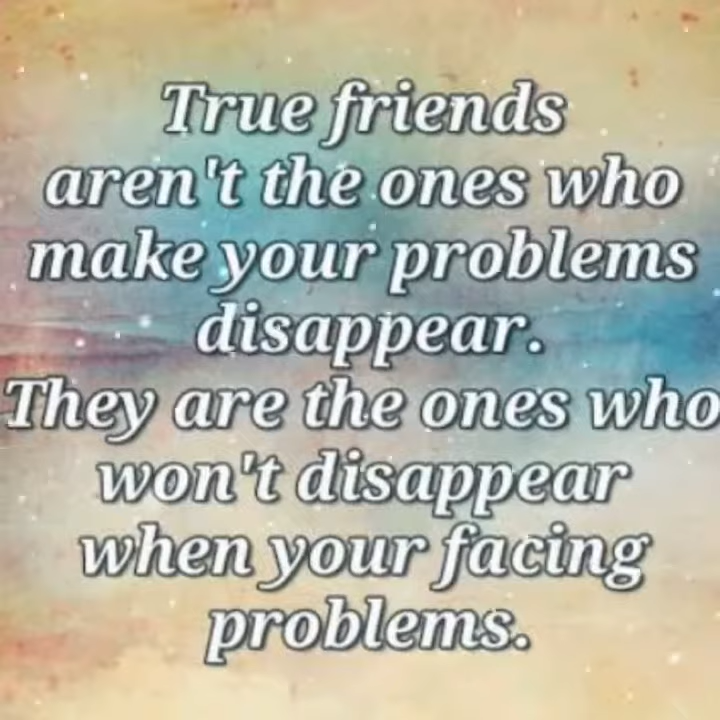 True friends
aren't the ones who
make your problems
disappear.
They are the ones who
won't disappear
when your facing
problems.